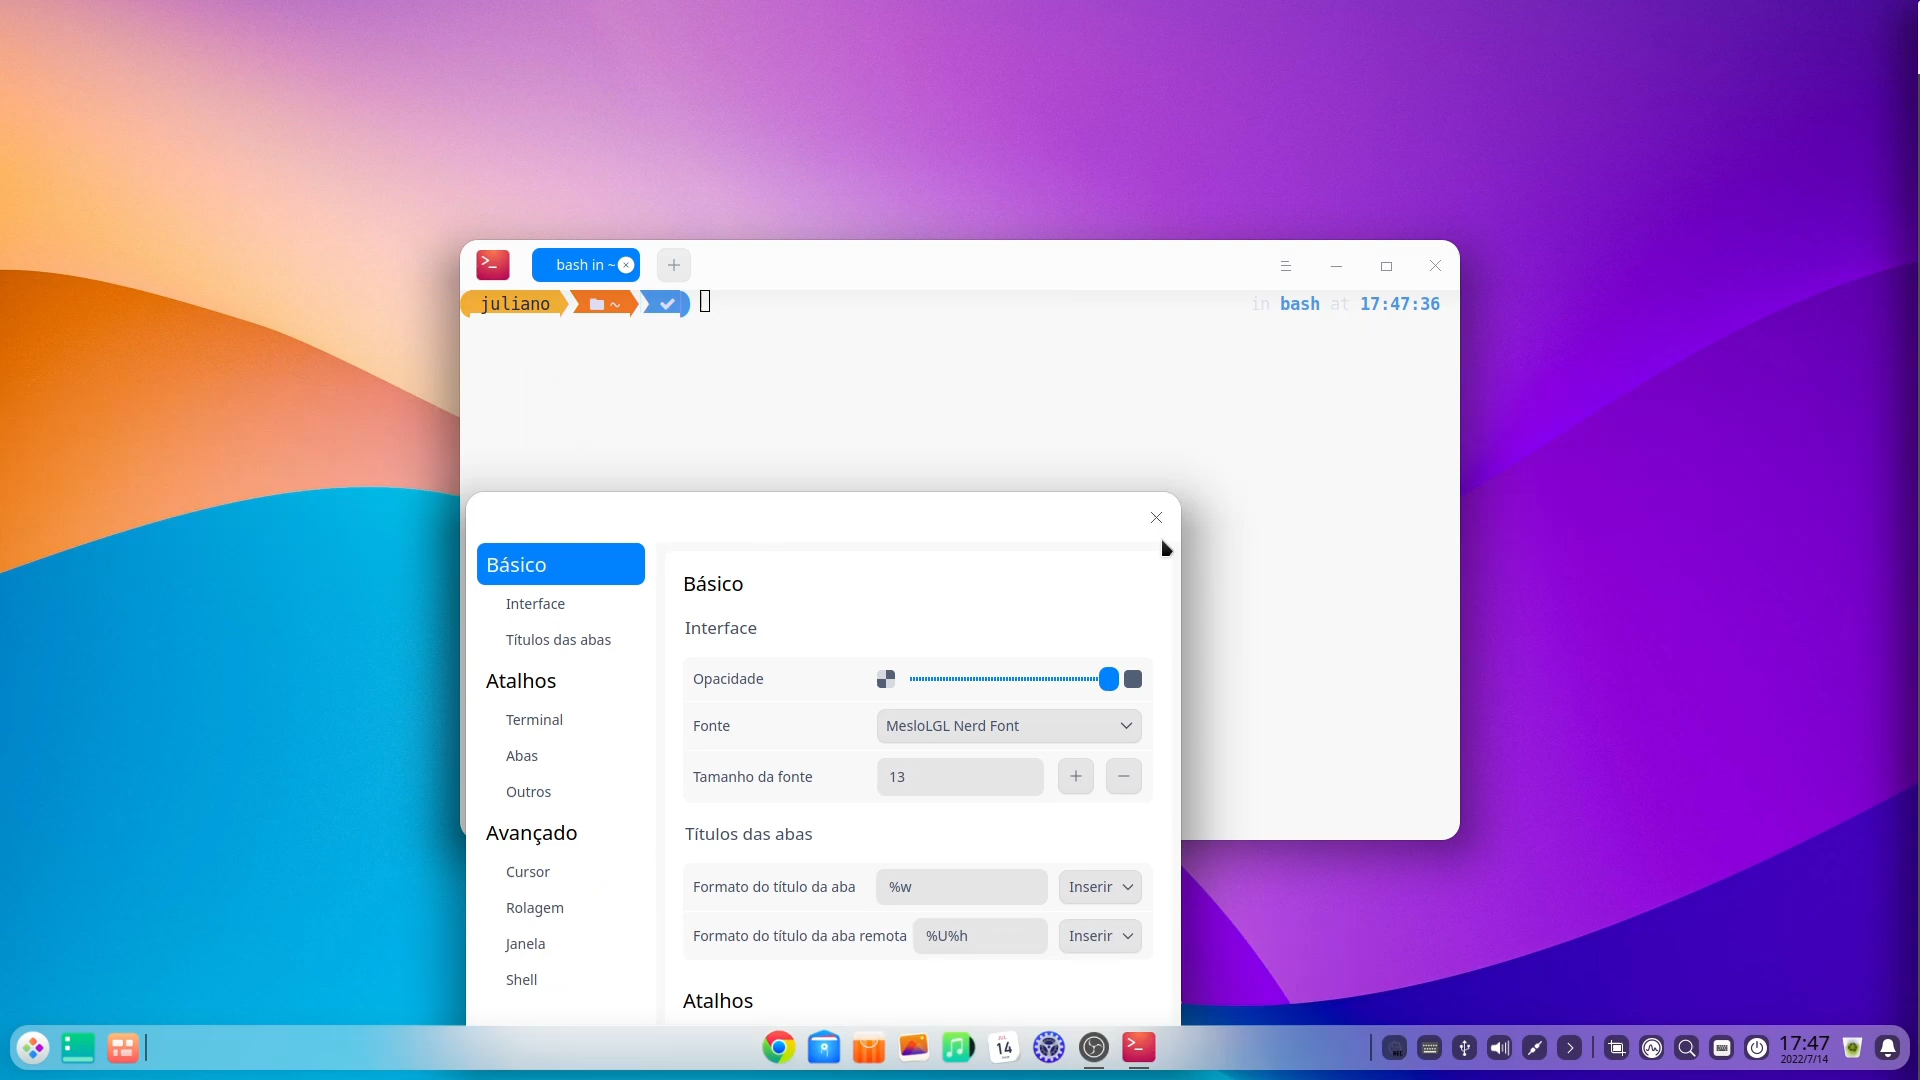 bash in ~
juliano ~ in bash at 17:47:36
Básico
Interface
Títulos das abas
Atalhos
Terminal
Abas
Outros
Avançado
Cursor
Rolagem
Janela
Shell
Básico
Interface
Opacidade
Fonte MesloLGL Nerd Font
Tamanho da fonte 13
Títulos das abas
Formato do título da aba %w Inserir
Formato do título da aba remota %U%h Inserir
Atalhos
14
17:47
2022/7/14